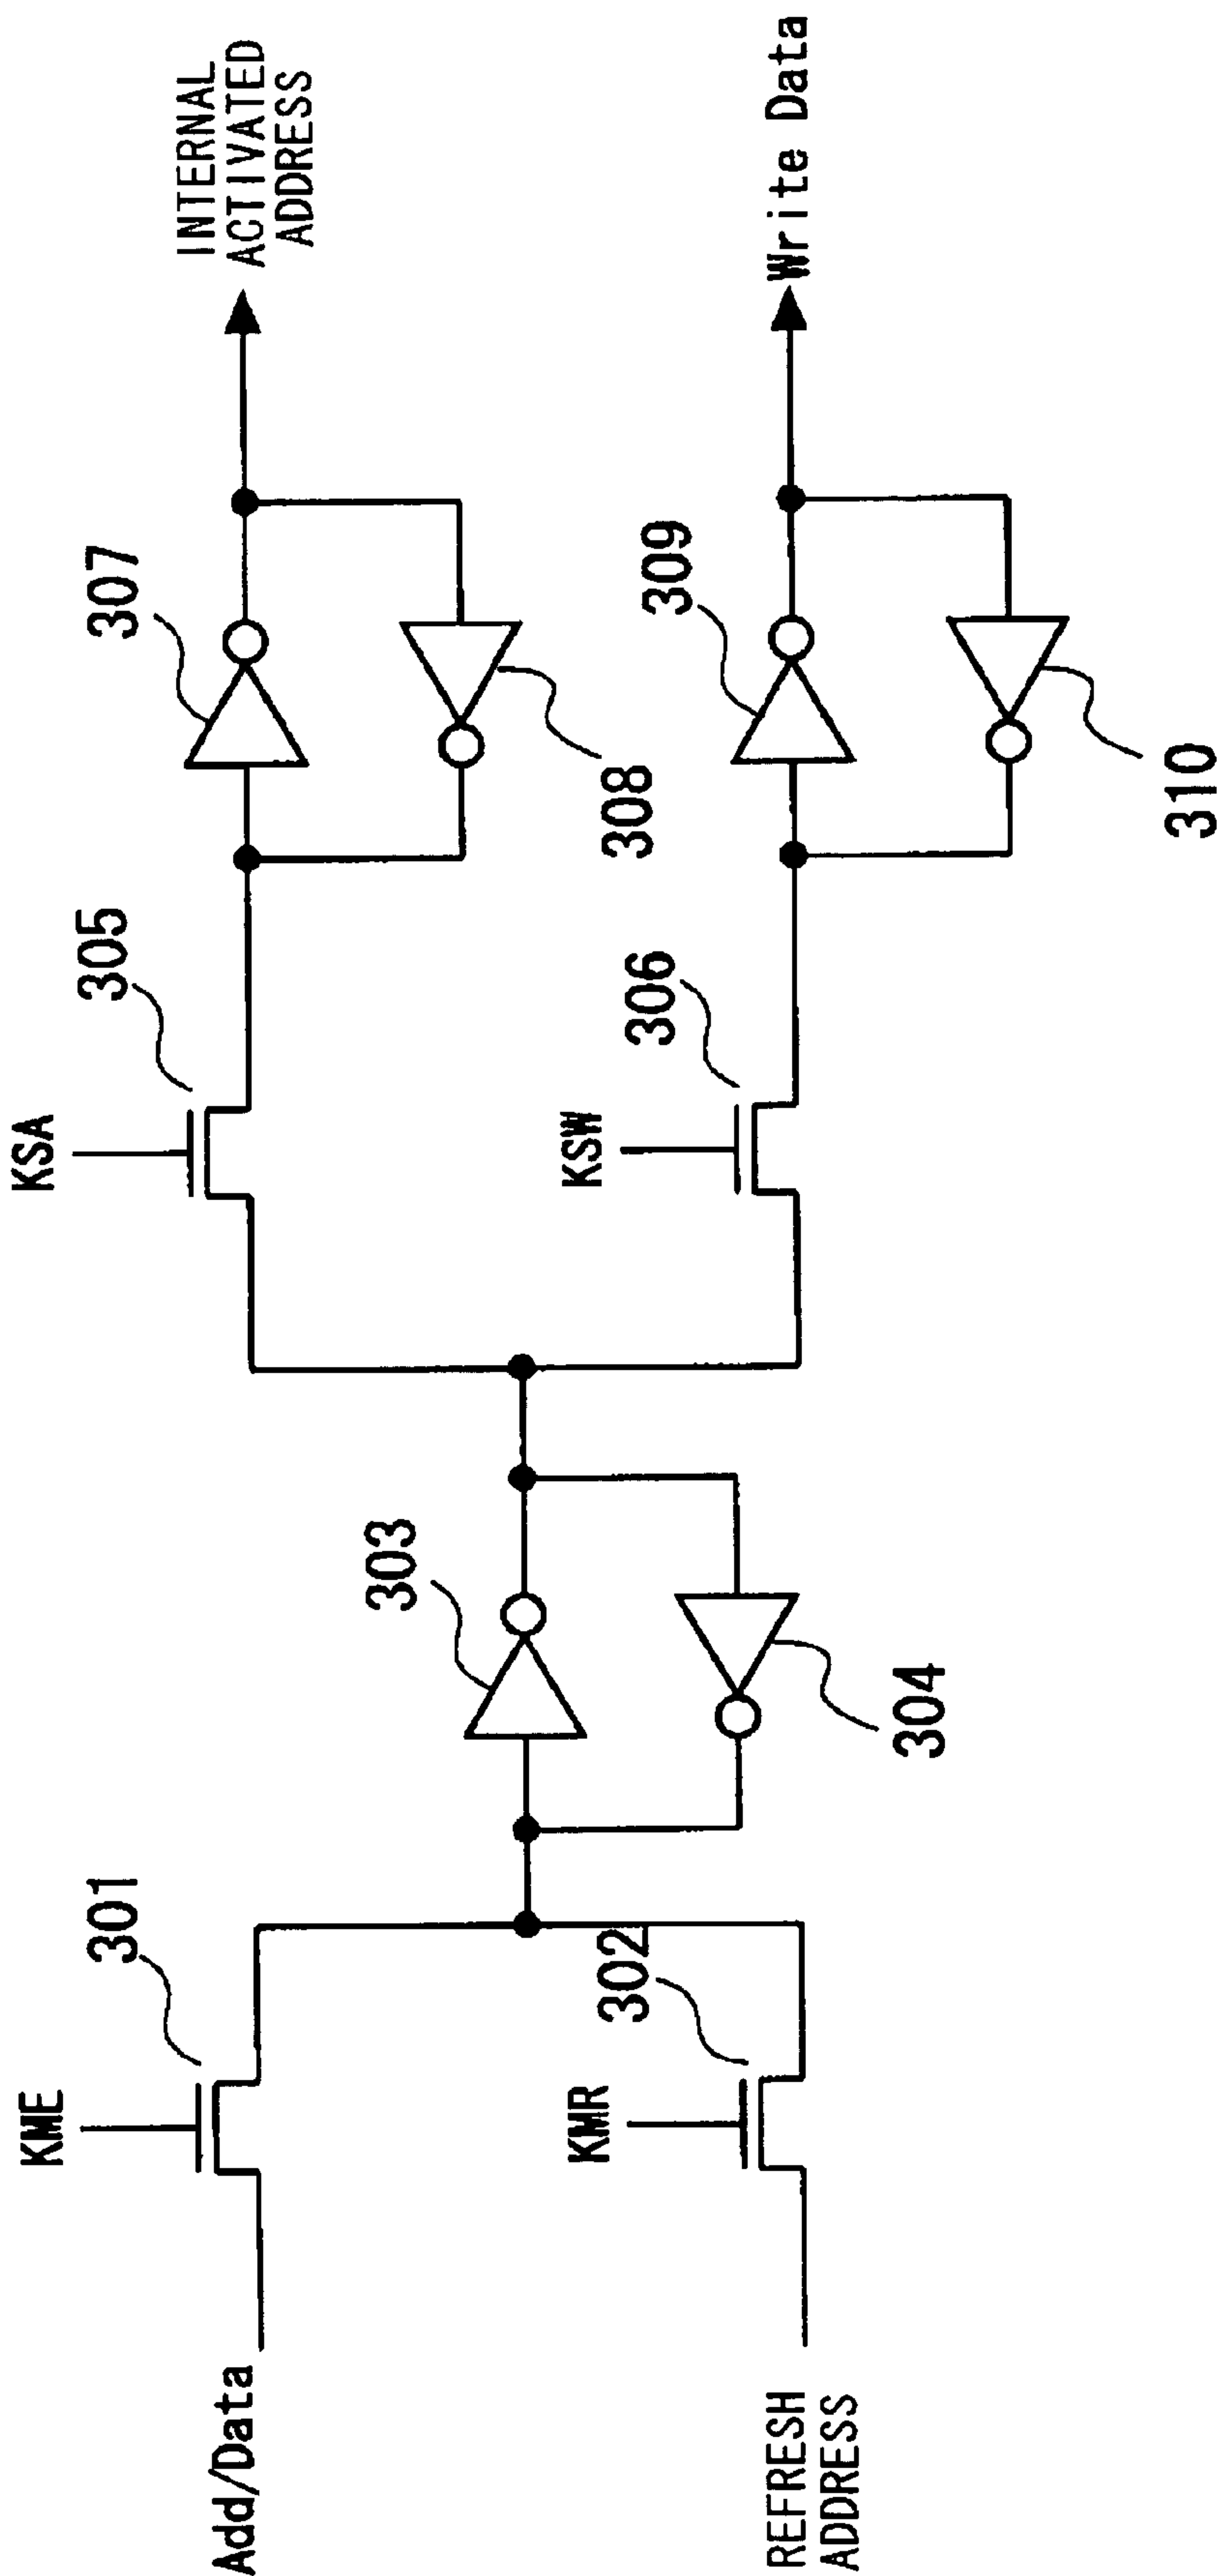 Add/Data
REFRESH
ADDRESS
KME
301
KMR
302
303
304
KSA
305
KSW
306
307
308
309
310
INTERNAL
ACTIVATED
ADDRESS
Write Data